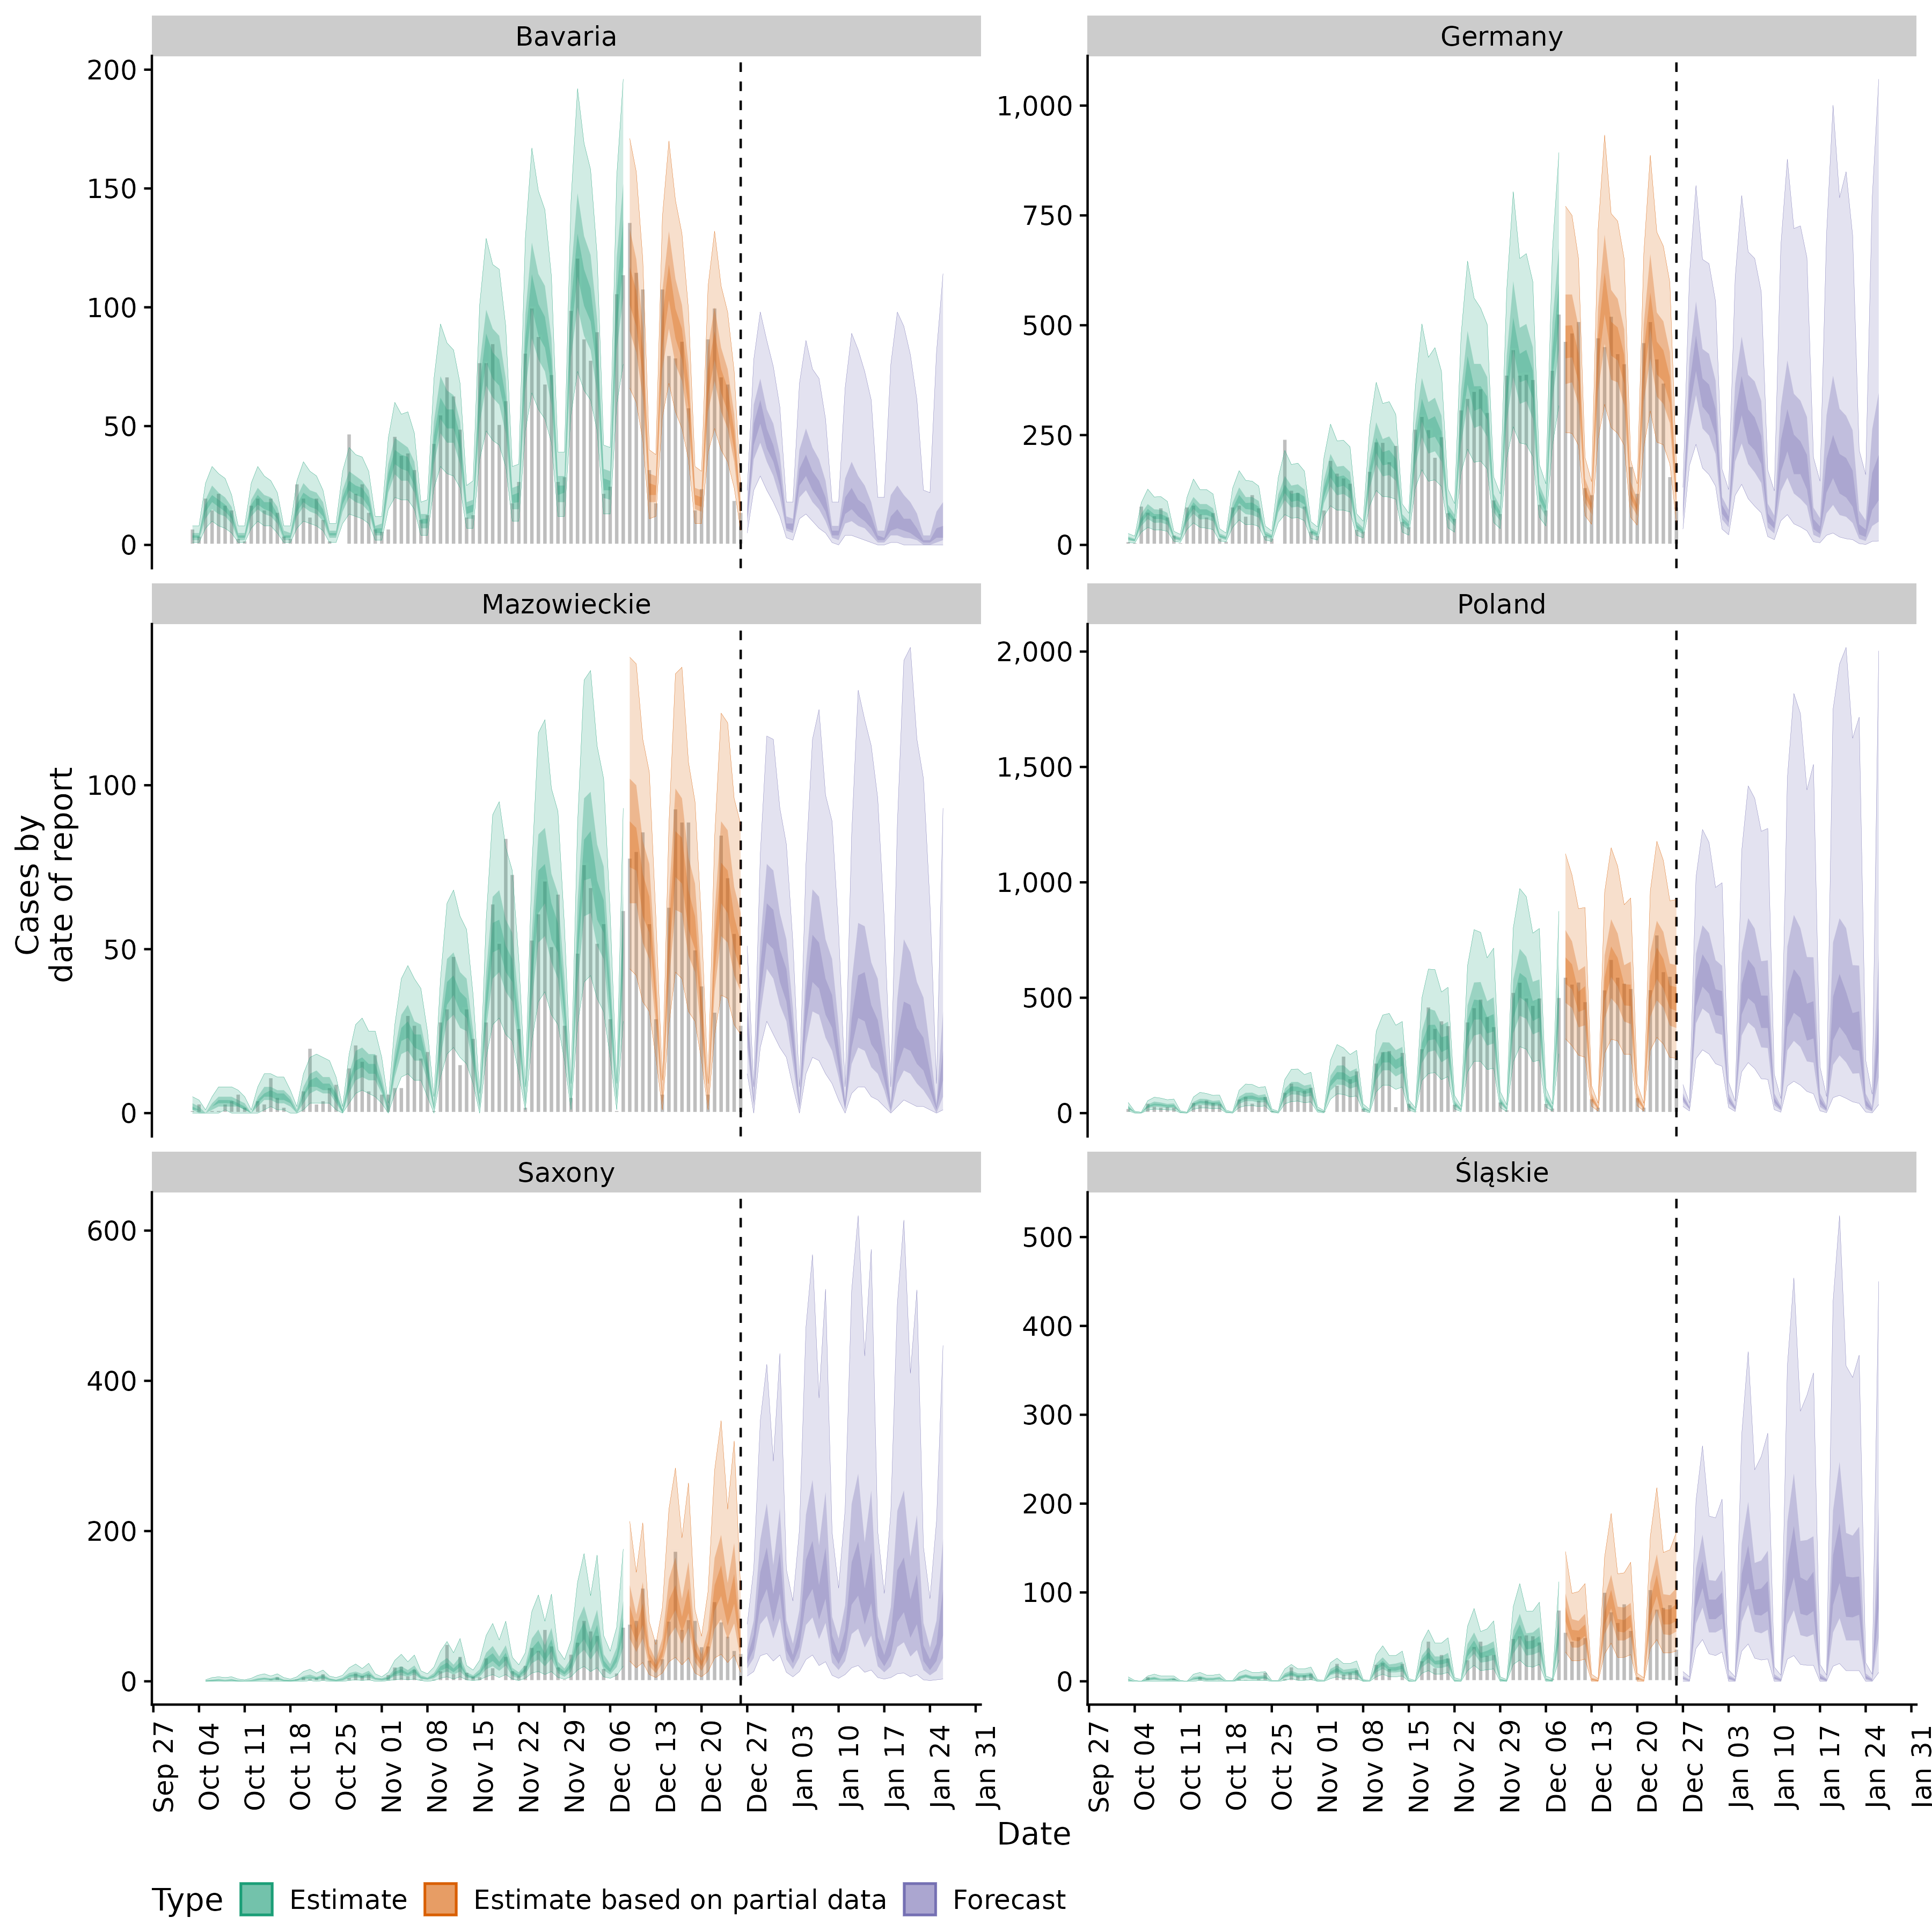 Bavaria
Germany
200
150
100
50
0
1,000
750
500
250
0
Mazowieckie
Poland
Cases by
date of report
100
50
0
2,000
1,500
1,000
500
0
Saxony
Śląskie
600
400
200
0
500
400
300
200
100
0
Sep 27
Oct 04
Oct 11
Oct 18
Oct 25
Nov 01
Nov 08
Nov 15
Nov 22
Nov 29
Dec 06
Dec 13
Dec 20
Dec 27
Jan 03
Jan 10
Jan 17
Jan 24
Jan 31
Sep 27
Oct 04
Oct 11
Oct 18
Oct 25
Nov 01
Nov 08
Nov 15
Nov 22
Nov 29
Dec 06
Dec 13
Dec 20
Dec 27
Jan 03
Jan 10
Jan 17
Jan 24
Jan 31
Date
Type Estimate Estimate based on partial data Forecast